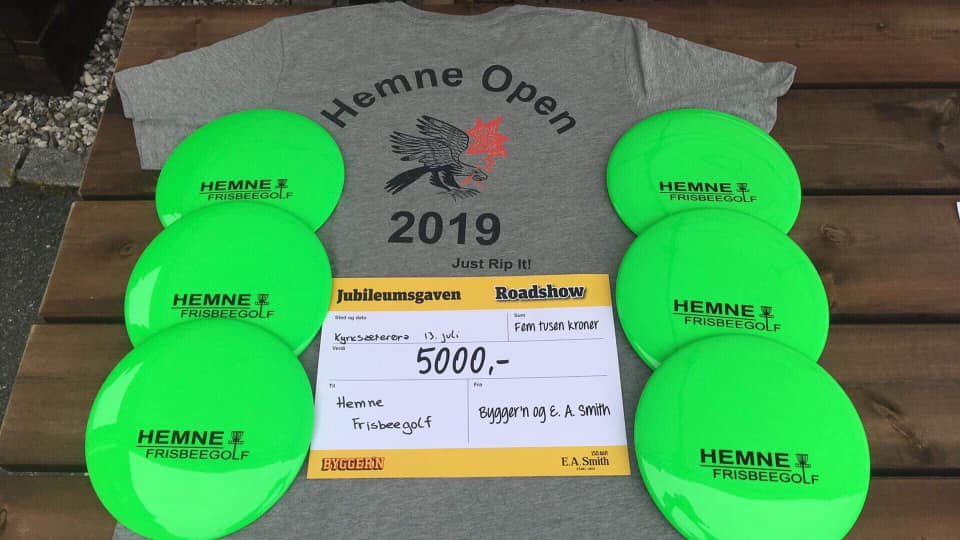 Hemne Open
2019
Just Rip It!
HEMNE
FRISBEEGOLF
HEMNE
FRISBEEGOLF
HEMNE
FRISBEEGOLF
HEMNE
FRISBEEGOLF
HEMNE
FRISBEEGOLF
HEMNE
FRISBEEGOLF
Jubileumsgaven Roadshow
Sted og dato
Kyrksæterøra 13. juli
Sum
Fem tusen kroner
Verdi
5000,-
Til
Hemne
Frisbeegolf
Fra
Bygger'n og E. A. Smith
BYGGER'N
E.A. Smith